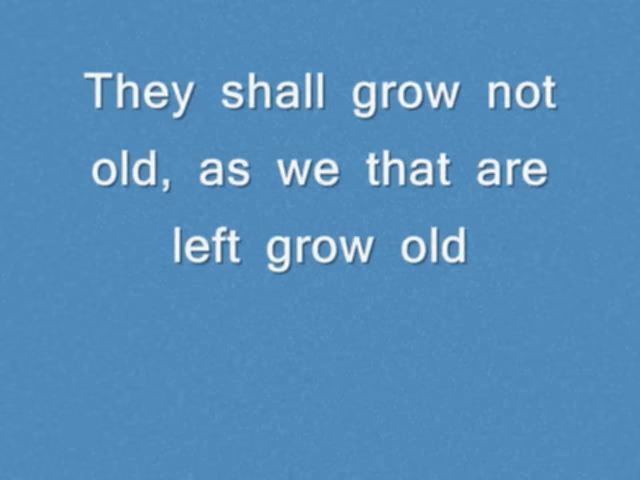 They shall grow not
old, as we that are
left grow old